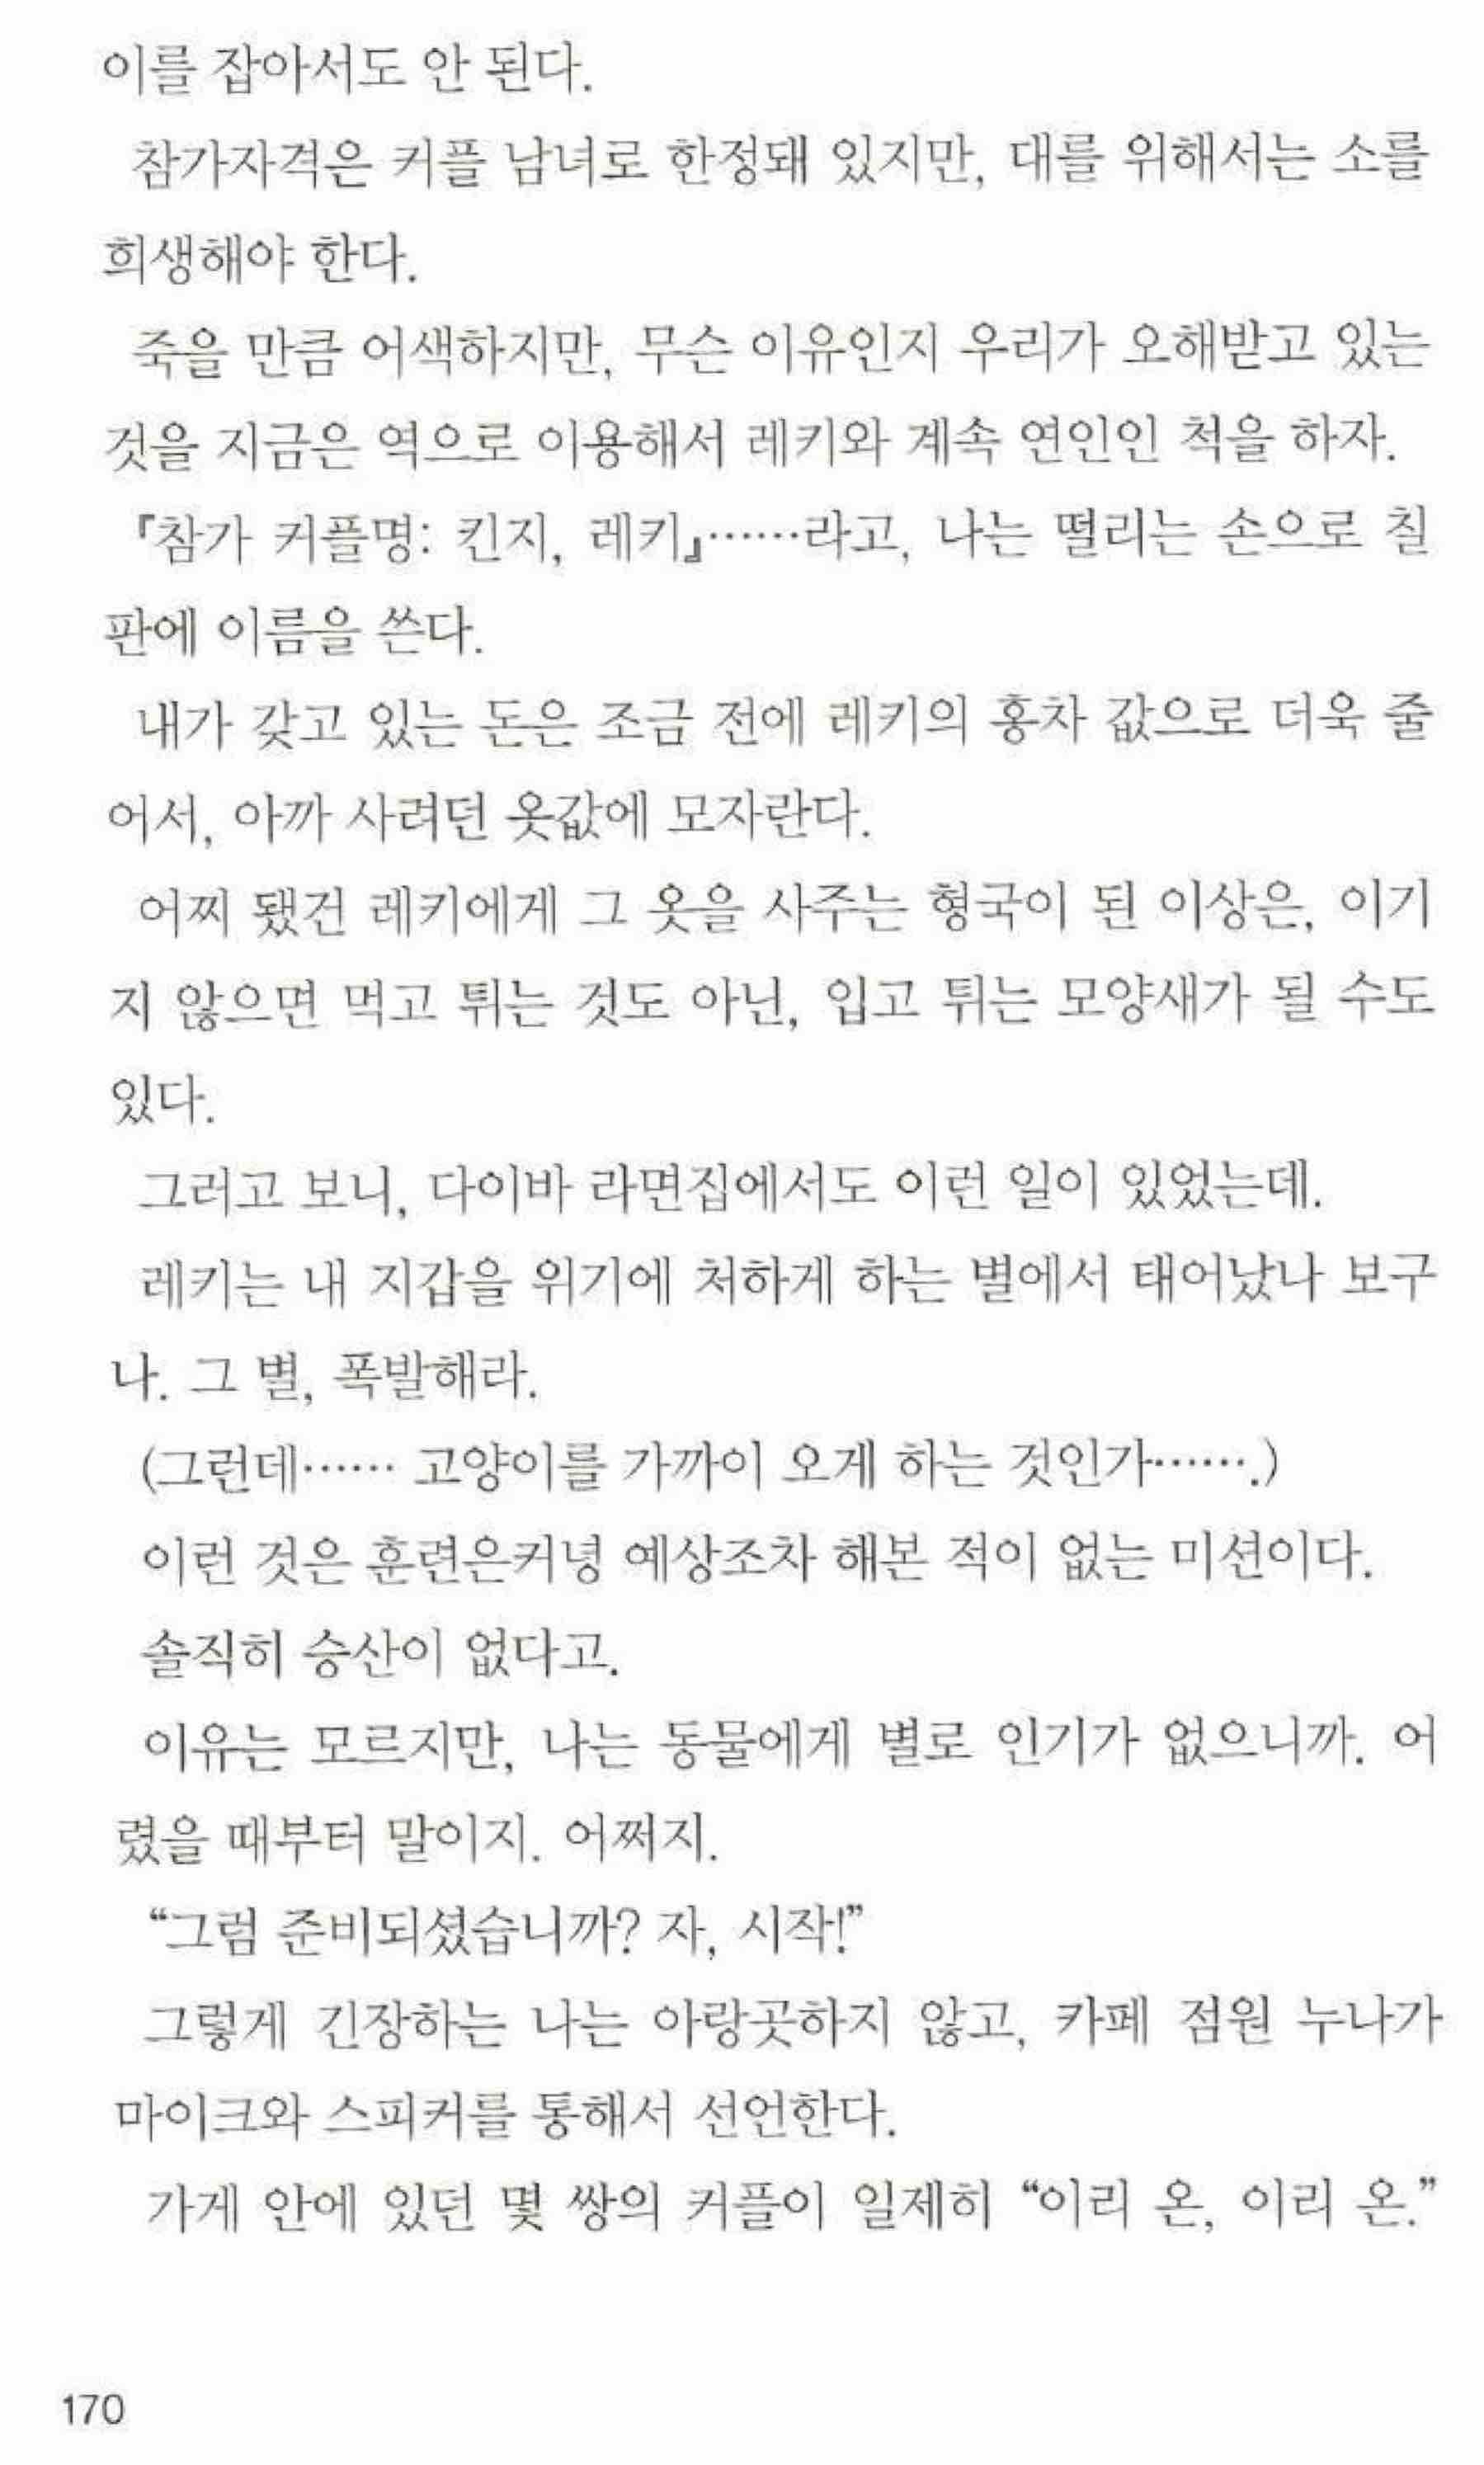 이를 잡아서도 안 된다.
참가자격은 커플 남녀로 한정돼 있지만, 대를 위해서는 소를
희생해야 한다.
죽을 만큼 어색하지만, 무슨 이유인지 우리가 오해받고 있는
것을 지금은 역으로 이용해서 레키와 계속 연인인 척을 하자.
『참가 커플명: 킨지, 레키』……라고, 나는 떨리는 손으로 칠
판에 이름을 쓴다.
내가 갖고 있는 돈은 조금 전에 레키의 홍차 값으로 더욱 줄
어서, 아까 사려던 옷값에 모자란다.
어찌 됐건 레키에게 그 옷을 사주는 형국이 된 이상은, 이기
지 않으면 먹고 튀는 것도 아닌, 입고 튀는 모양새가 될 수도
있다.
그러고 보니, 다이바 라면집에서도 이런 일이 있었는데.
레키는 내 지갑을 위기에 처하게 하는 별에서 태어났나 보구
나. 그 별, 폭발해라.
(그런데…… 고양이를 가까이 오게 하는 것인가…….)
이런 것은 훈련은커녕 예상조차 해본 적이 없는 미션이다.
솔직히 승산이 없다고.
이유는 모르지만, 나는 동물에게 별로 인기가 없으니까. 어
렸을 때부터 말이지. 어쩌지.
“그럼 준비되셨습니까? 자, 시작!”
그렇게 긴장하는 나는 아랑곳하지 않고, 카페 점원 누나가
마이크와 스피커를 통해서 선언한다.
가게 안에 있던 몇 쌍의 커플이 일제히 “이리 온, 이리 온.”
170